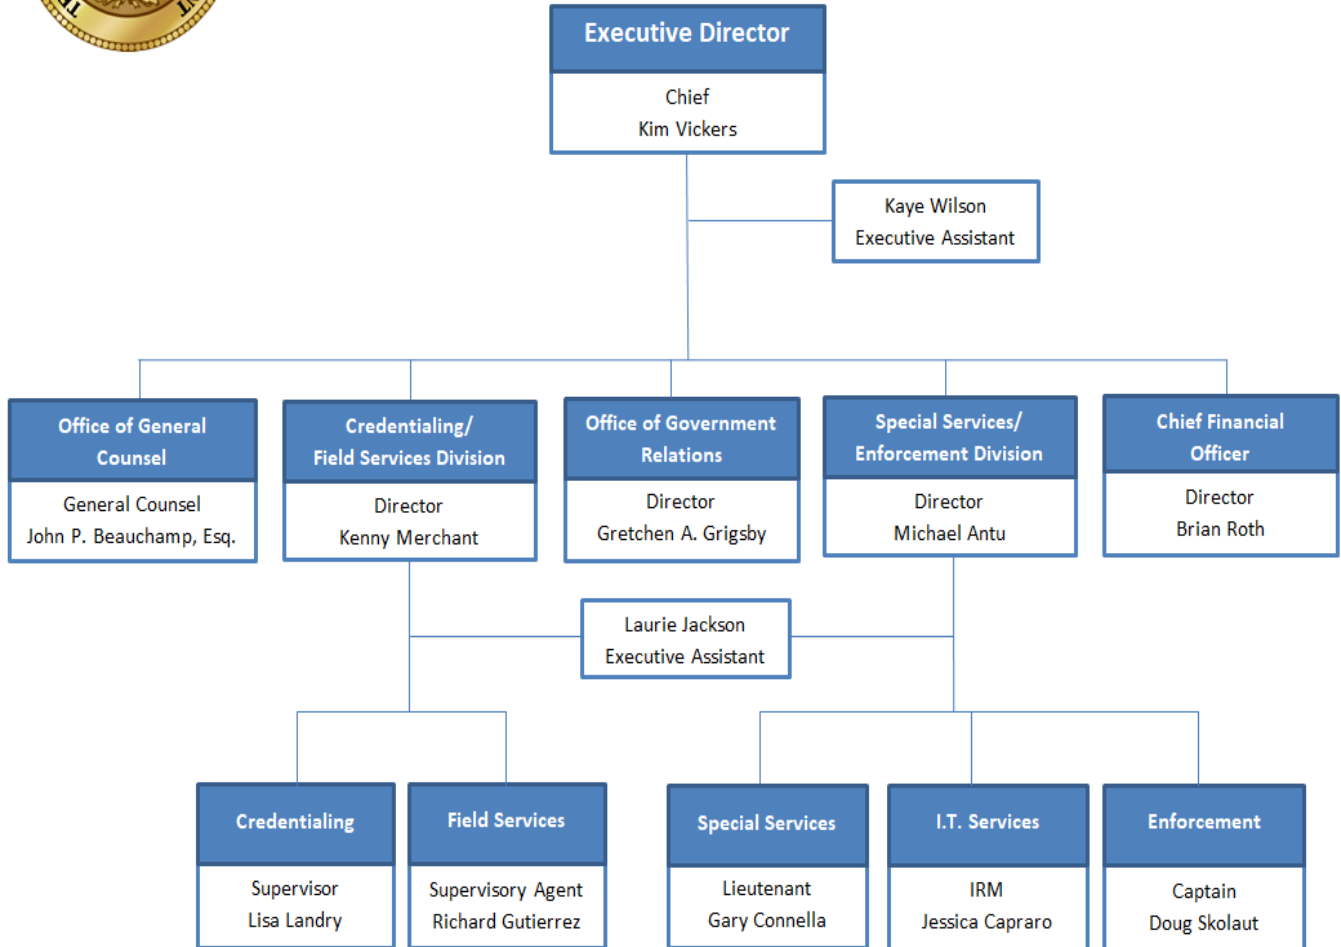 Executive Director
Chief
Kim Vickers
Kaye Wilson
Executive Assistant
Office of General
Counsel
General Counsel
John P. Beauchamp, Esq.
Credentialing/
Field Services Division
Director
Kenny Merchant
Office of Government
Relations
Director
Gretchen A. Grigsby
Special Services/
Enforcement Division
Director
Michael Antu
Chief Financial
Officer
Director
Brian Roth
Laurie Jackson
Executive Assistant
Credentialing
Supervisor
Lisa Landry
Field Services
Supervisory Agent
Richard Gutierrez
Special Services
Lieutenant
Gary Connella
I.T. Services
IRM
Jessica Capraro
Enforcement
Captain
Doug Skolaut